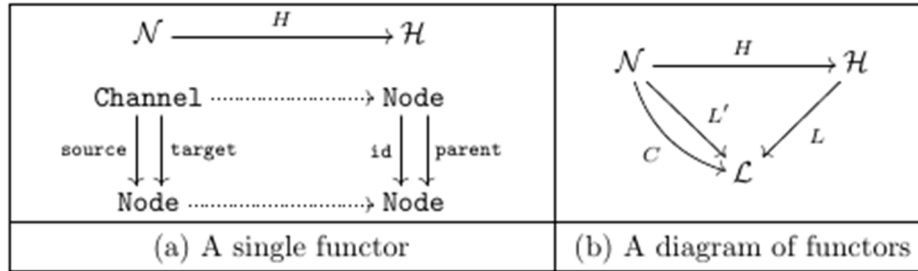 𝒩 H ℋ
Channel Node
source target id parent
Node Node
(a) A single functor
H
𝒩 ℋ
L′
C L
ℒ
(b) A diagram of functors